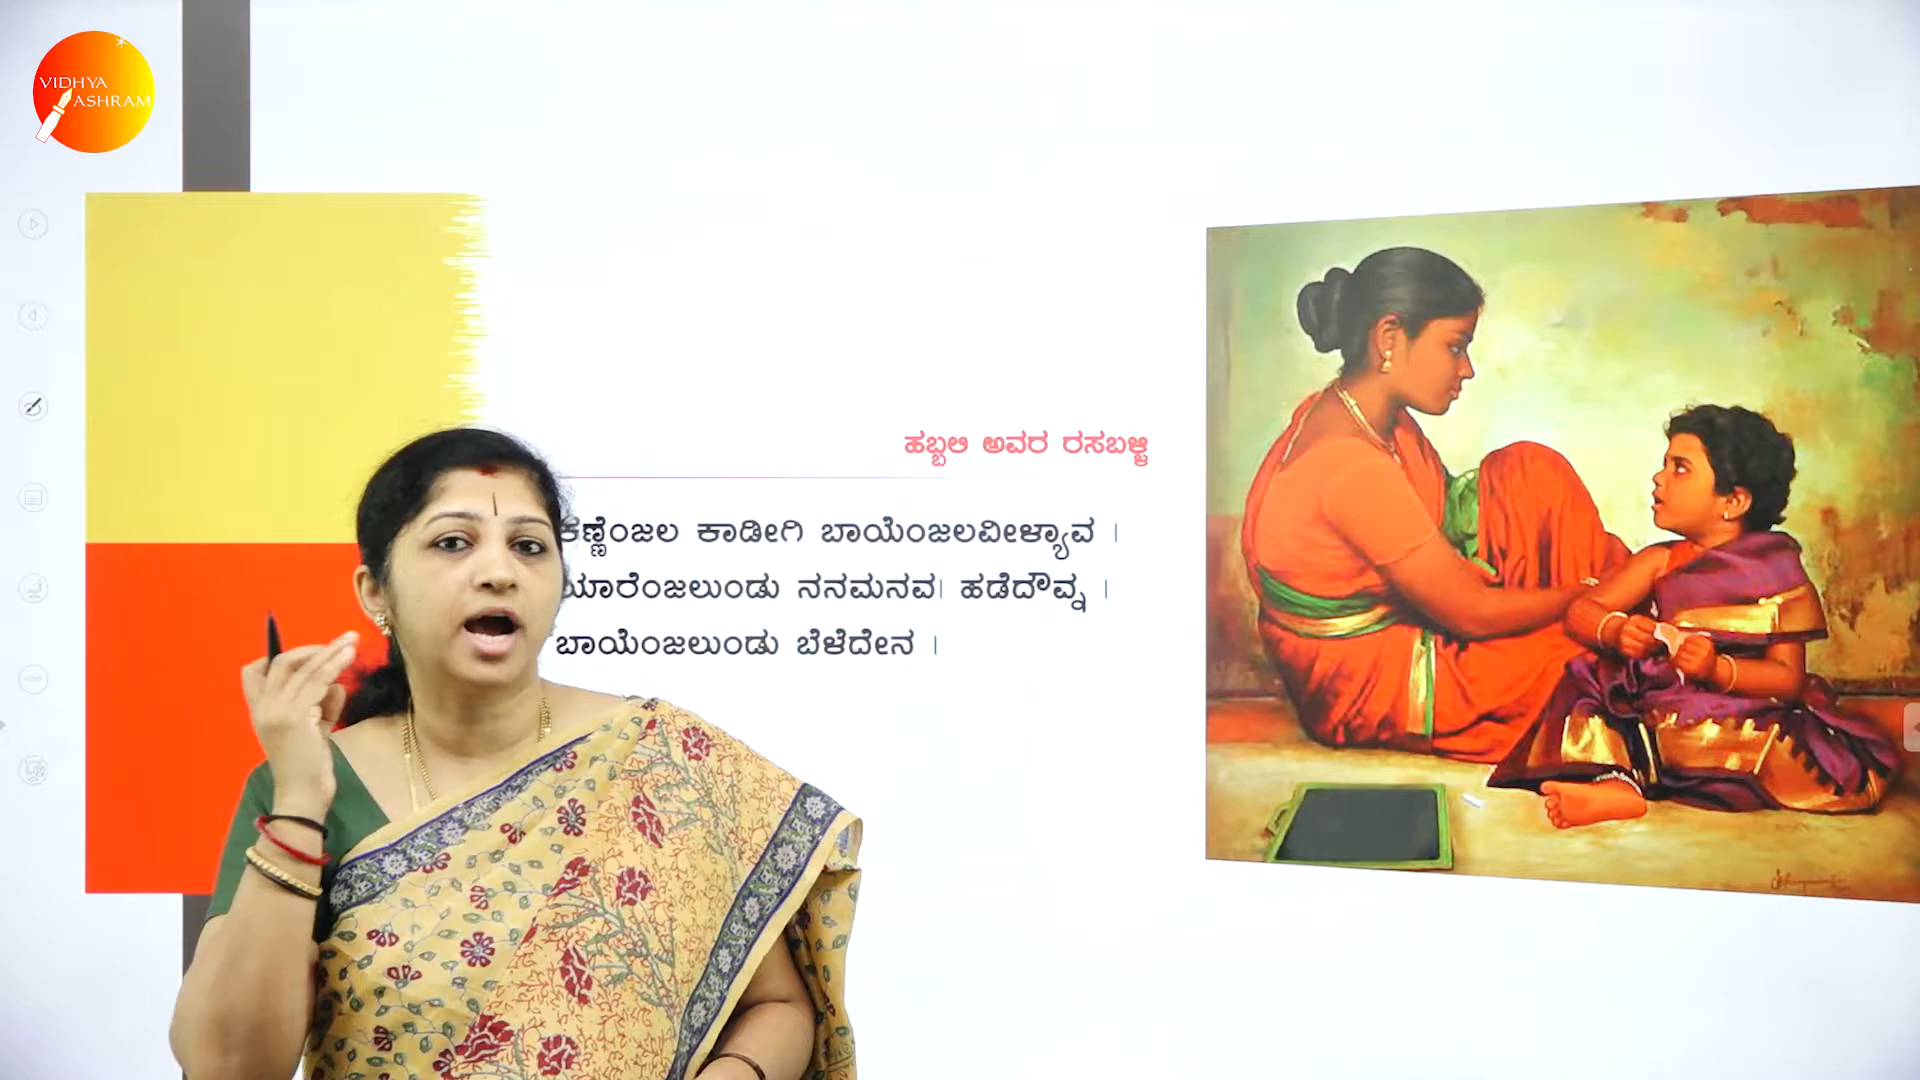 VIDHYA
ASHRAM
ಹಬ್ಬಲಿ ಅವರ ರಸಬಳ್ಳಿ
ಕಣ್ಣೆಂಜಲ ಕಾಡೀಗಿ ಬಾಯೆಂಜಲವೀಳ್ಯಾವ ।
ಯಾರೆಂಜಲುಂಡು ನನಮನವ। ಹಡೆದೌವ್ನ ।
ಬಾಯೆಂಜಲುಂಡು ಬೆಳೆದೇನ ।